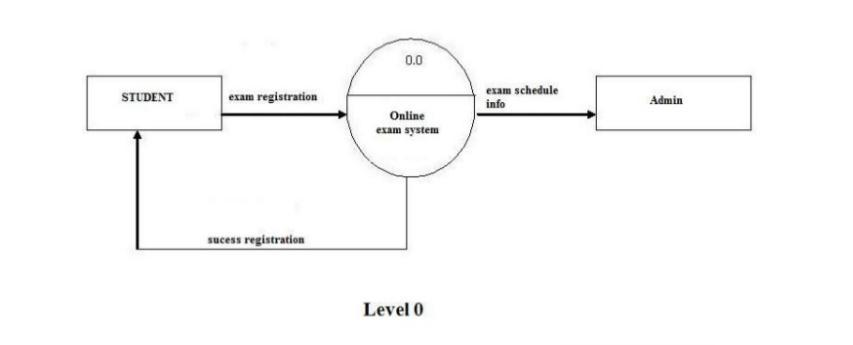 0.0
STUDENT
exam registration
Online
exam system
exam schedule
info
Admin
sucess registration
Level 0